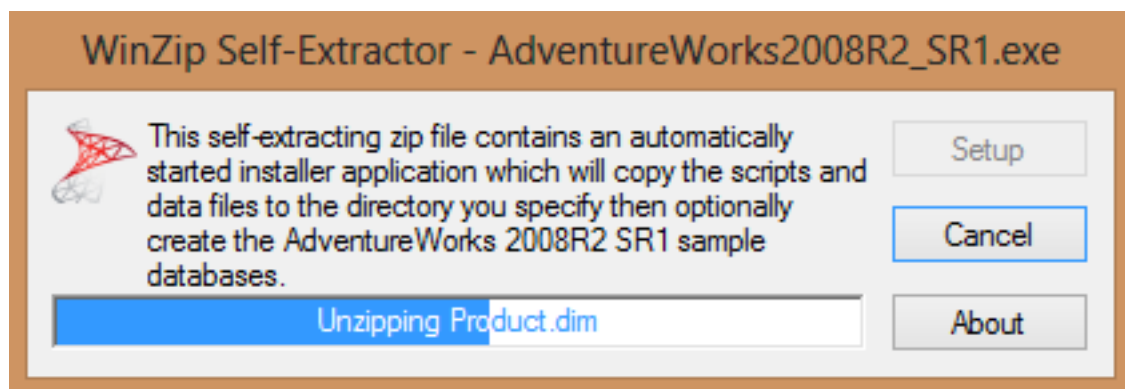 WinZip Self-Extractor - AdventureWorks2008R2_SR1.exe
This self-extracting zip file contains an automatically
started installer application which will copy the scripts and
data files to the directory you specify then optionally
create the AdventureWorks 2008R2 SR1 sample
databases.
Setup
Cancel
Unzipping Product.dim
About